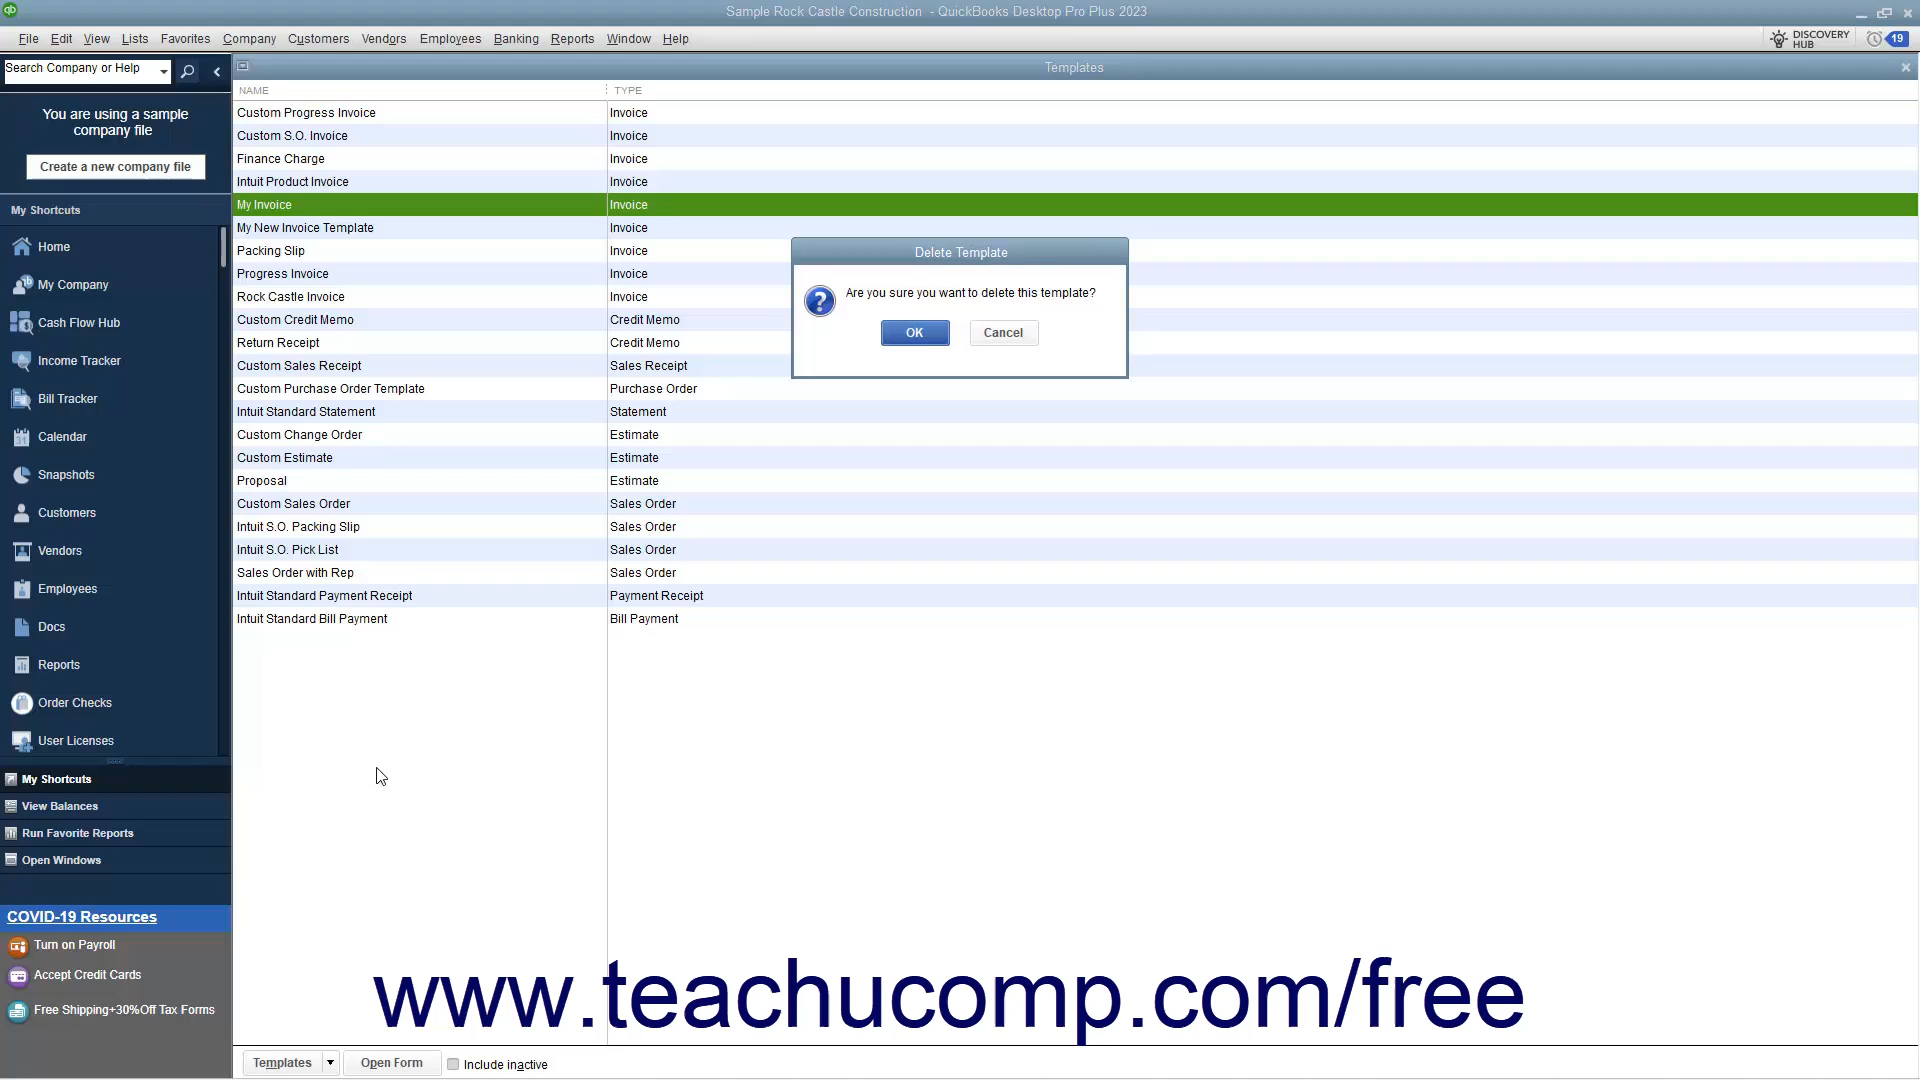 Sample Rock Castle Construction - QuickBooks Desktop Pro Plus 2023
File Edit View Lists Favorites Company Customers Vendors Employees Banking Reports Window Help
DISCOVERY
HUB
19
Search Company or Help
You are using a sample
company file
Create a new company file
My Shortcuts
Home
My Company
Cash Flow Hub
Income Tracker
Bill Tracker
Calendar
Snapshots
Customers
Vendors
Employees
Docs
Reports
Order Checks
User Licenses
My Shortcuts
View Balances
Run Favorite Reports
Open Windows
COVID-19 Resources
Turn on Payroll
Accept Credit Cards
Free Shipping+30%Off Tax Forms
Templates
NAME TYPE
Custom Progress Invoice Invoice
Custom S.O. Invoice Invoice
Finance Charge Invoice
Intuit Product Invoice Invoice
My Invoice Invoice
My New Invoice Template Invoice
Packing Slip Invoice
Progress Invoice Invoice
Rock Castle Invoice Invoice
Custom Credit Memo Credit Memo
Return Receipt Credit Memo
Custom Sales Receipt Sales Receipt
Custom Purchase Order Template Purchase Order
Intuit Standard Statement Statement
Custom Change Order Estimate
Custom Estimate Estimate
Proposal Estimate
Custom Sales Order Sales Order
Intuit S.O. Packing Slip Sales Order
Intuit S.O. Pick List Sales Order
Sales Order with Rep Sales Order
Intuit Standard Payment Receipt Payment Receipt
Intuit Standard Bill Payment Bill Payment
Delete Template
Are you sure you want to delete this template?
OK Cancel
www.teachucomp.com/free
Templates Open Form Include inactive